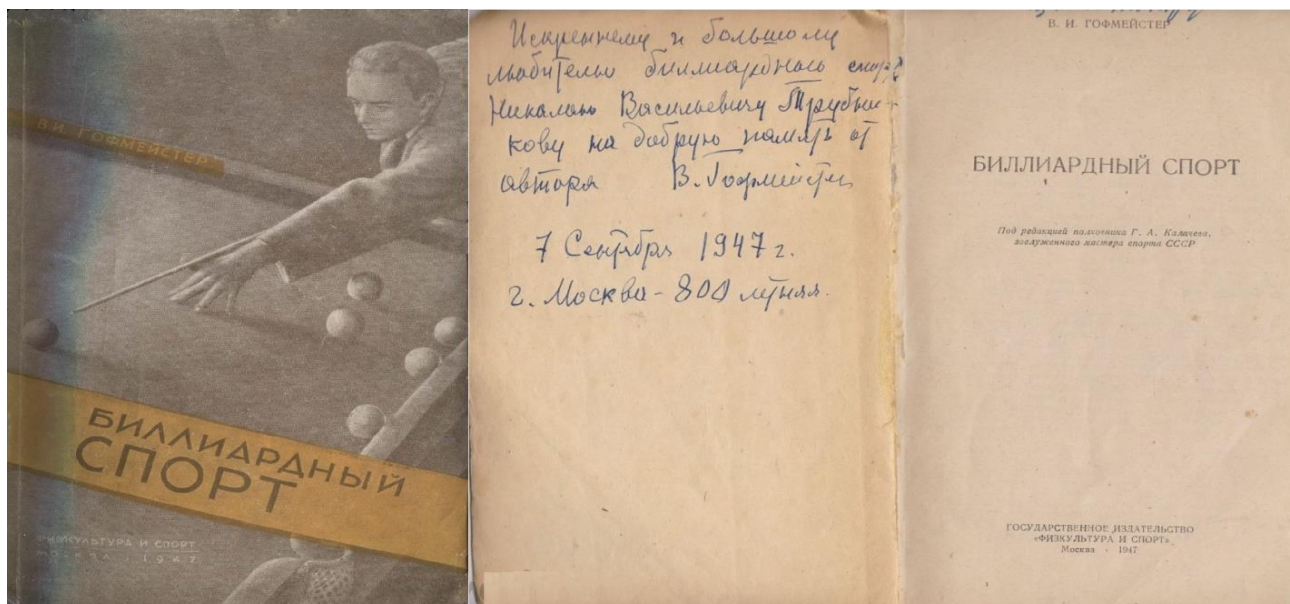 В. И. ГОФМЕЙСТЕР
БИЛЛИАРДНЫЙ
СПОРТ
ФИЗКУЛЬТУРА И СПОРТ
МОСКВА 1947
Искреннему и большому
любителю биллиардного спорта
Николаю Васильевичу Трубни-
кову на добрую память от
автора В. Гофмейстер
7 Сентября 1947 г.
г. Москва - 800 летняя.
В. И. ГОФМЕЙСТЕР
БИЛЛИАРДНЫЙ СПОРТ
Под редакцией полковника Г. А. Калачева,
заслуженного мастера спорта СССР
ГОСУДАРСТВЕННОЕ ИЗДАТЕЛЬСТВО
«ФИЗКУЛЬТУРА И СПОРТ»
Москва - 1947